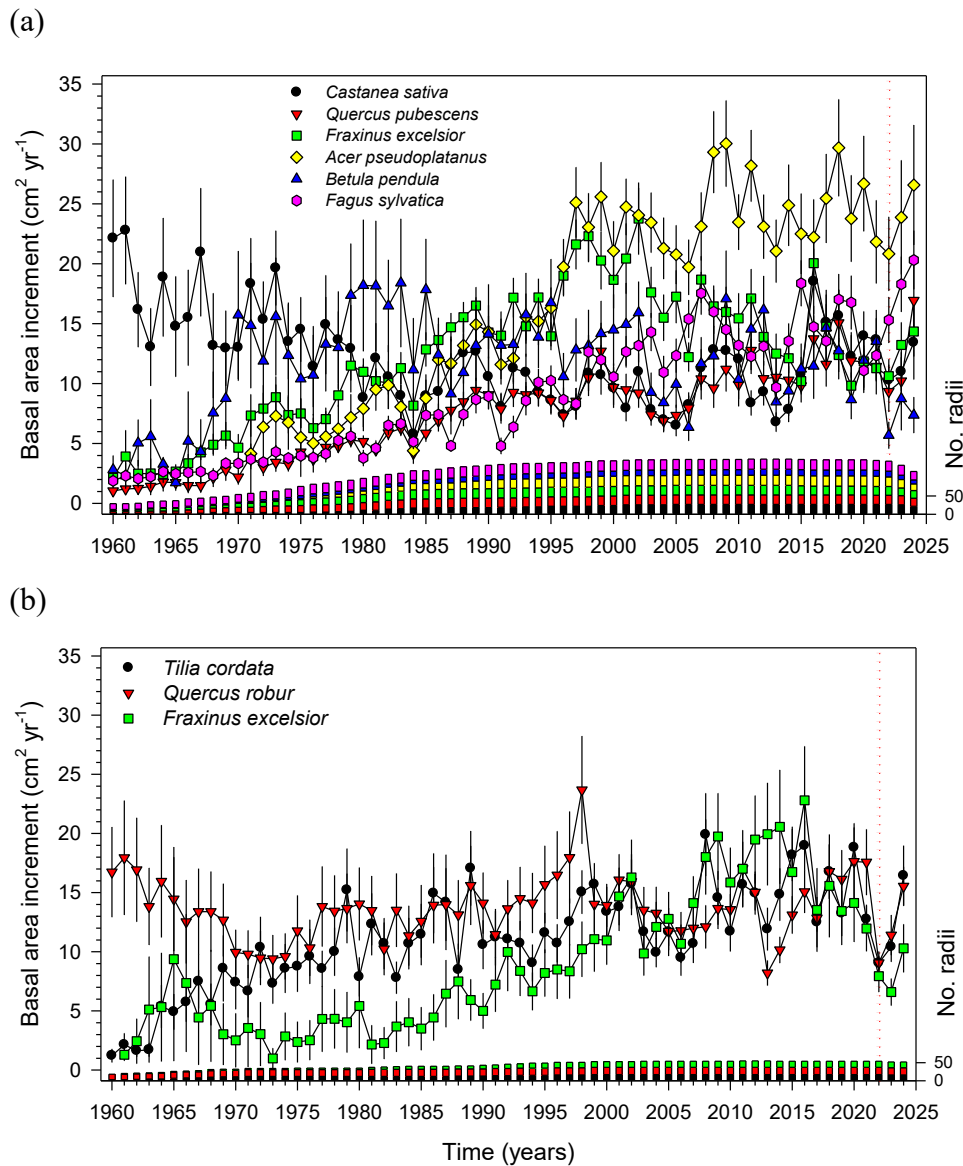 (a)
35
30
25
20
15
10
5
0
Basal area increment (cm² yr⁻¹)
Castanea sativa
Quercus pubescens
Fraxinus excelsior
Acer pseudoplatanus
Betula pendula
Fagus sylvatica
50
0
No. radii
1960 1965 1970 1975 1980 1985 1990 1995 2000 2005 2010 2015 2020 2025
(b)
35
30
25
20
15
10
5
0
Basal area increment (cm² yr⁻¹)
Tilia cordata
Quercus robur
Fraxinus excelsior
50
0
No. radii
1960 1965 1970 1975 1980 1985 1990 1995 2000 2005 2010 2015 2020 2025
Time (years)